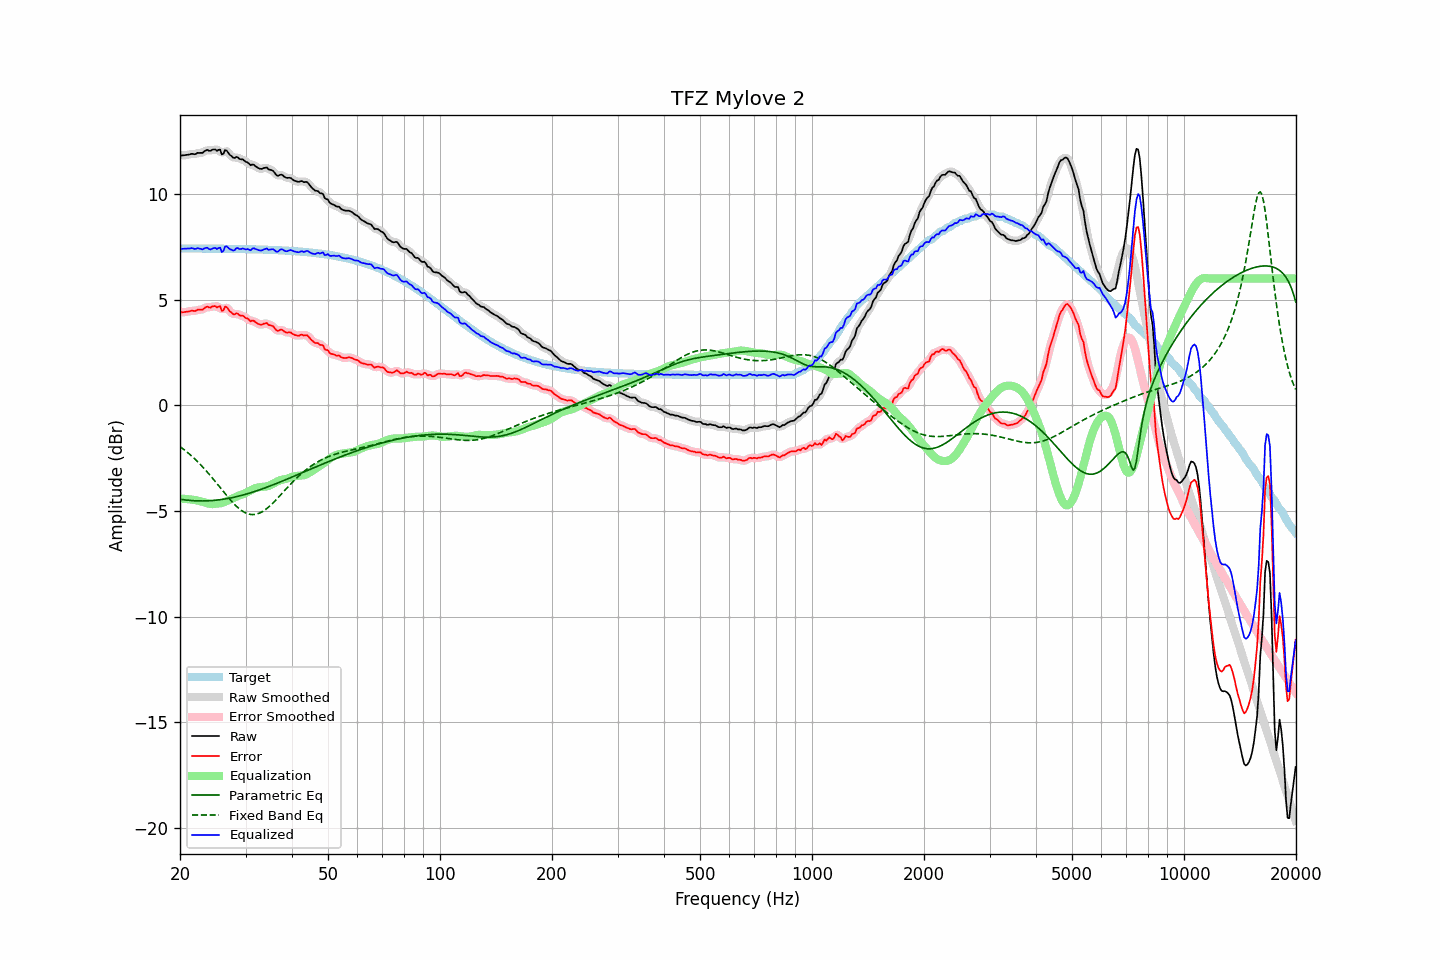 TFZ Mylove 2
Amplitude (dBr)
10
5
0
−5
−10
−15
−20
Target
Raw Smoothed
Error Smoothed
Raw
Error
Equalization
Parametric Eq
Fixed Band Eq
Equalized
20 50 100 200 500 1000 2000 5000 10000 20000
Frequency (Hz)